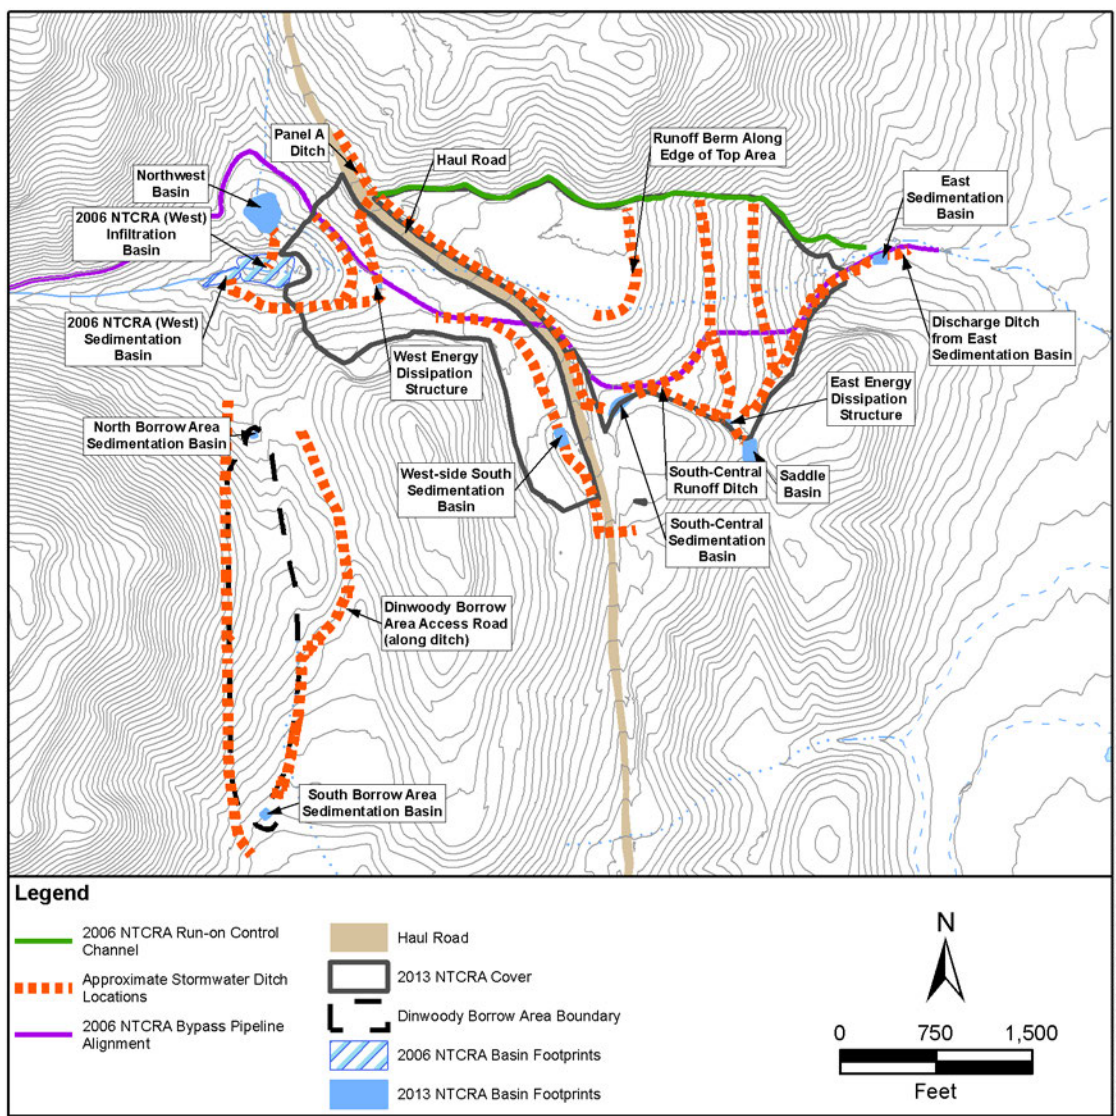 Panel A
Ditch
Haul Road
Runoff Berm Along
Edge of Top Area
Northwest
Basin
East
Sedimentation
Basin
2006 NTCRA (West)
Infiltration
Basin
2006 NTCRA (West)
Sedimentation
Basin
Discharge Ditch
from East
Sedimentation Basin
West Energy
Dissipation
Structure
East Energy
Dissipation
Structure
North Borrow Area
Sedimentation Basin
West-side South
Sedimentation
Basin
South-Central
Runoff Ditch
Saddle
Basin
South-Central
Sedimentation
Basin
Dinwoody Borrow
Area Access Road
(along ditch)
South Borrow Area
Sedimentation Basin
Legend
2006 NTCRA Run-on Control
Channel
Approximate Stormwater Ditch
Locations
2006 NTCRA Bypass Pipeline
Alignment
Haul Road
2013 NTCRA Cover
Dinwoody Borrow Area Boundary
2006 NTCRA Basin Footprints
2013 NTCRA Basin Footprints
N
0 750 1,500
Feet